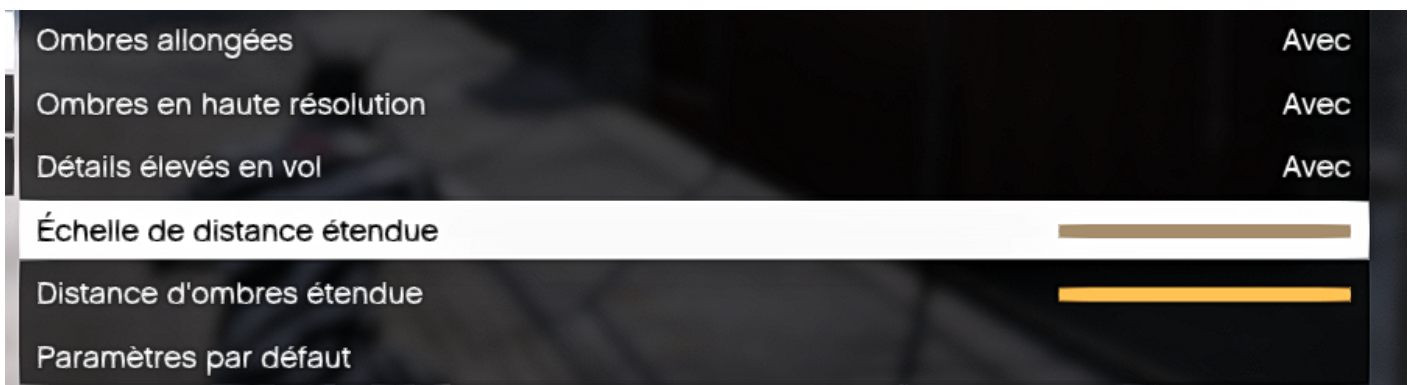 Ombres allongées Avec
Ombres en haute résolution Avec
Détails élevés en vol Avec
Échelle de distance étendue
Distance d'ombres étendue
Paramètres par défaut